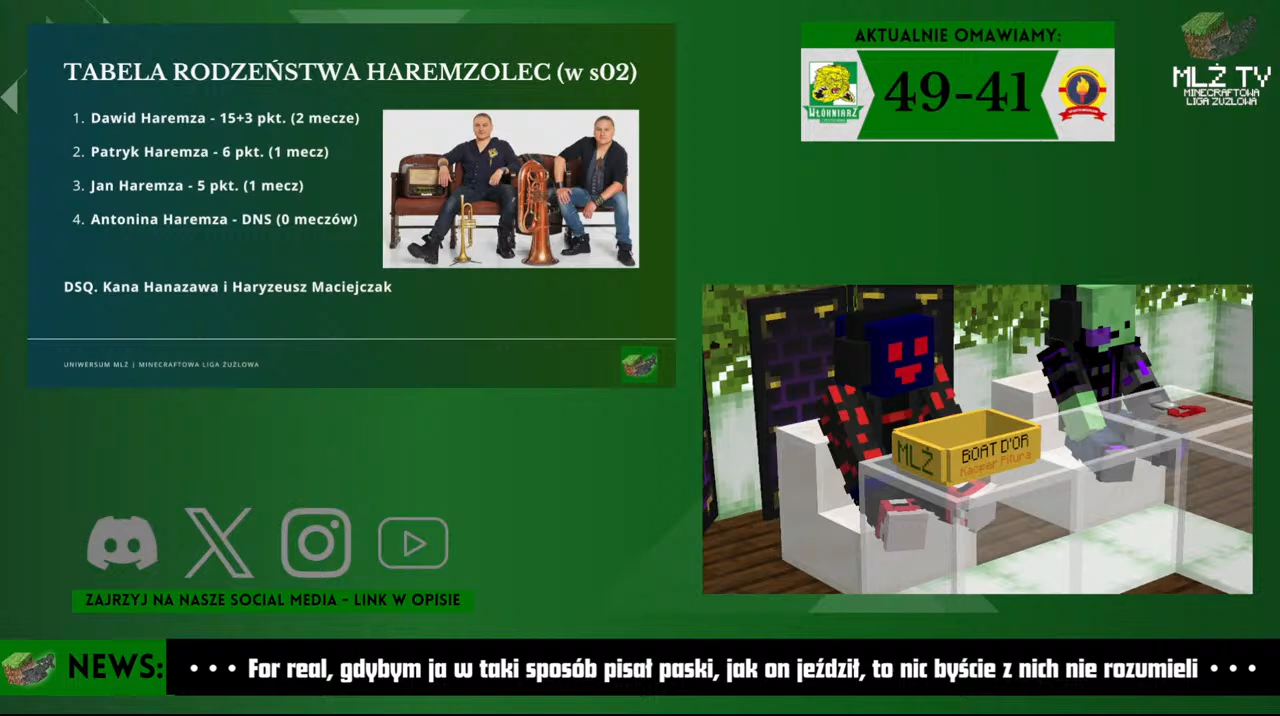 TABELA RODZEŃSTWA HAREMZOLEC (w s02)
1. Dawid Haremza - 15+3 pkt. (2 mecze)
2. Patryk Haremza - 6 pkt. (1 mecz)
3. Jan Haremza - 5 pkt. (1 mecz)
4. Antonina Haremza - DNS (0 meczów)
DSQ. Kana Hanazawa i Haryzeusz Maciejczak
UNIWERSUM MLŻ | MINECRAFTOWA LIGA ŻUŻLOWA
AKTUALNIE OMAWIAMY:
WŁÓKNIARZ
49-41
MLŻ TV
MINECRAFTOWA
LIGA ŻUŻLOWA
MLŻ
BOAT D'OR
Kacper Pitura
ZAJRZYJ NA NASZE SOCIAL MEDIA - LINK W OPISIE
NEWS:
• • • For real, gdybym ja w taki sposób pisał paski, jak on jeździł, to nic byście z nich nie rozumieli • • •